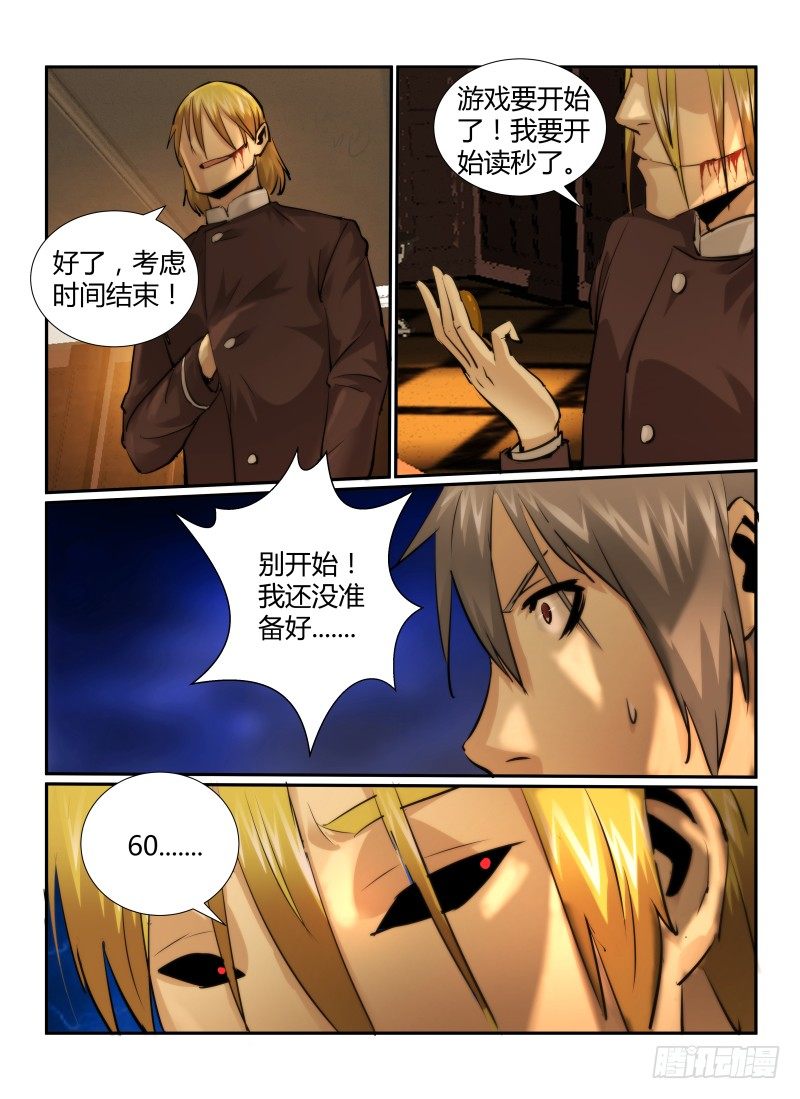 好了，考虑
时间结束！
游戏要开始
了！我要开
始读秒了。
别开始！
我还没准
备好.......
60.......
腾讯动漫